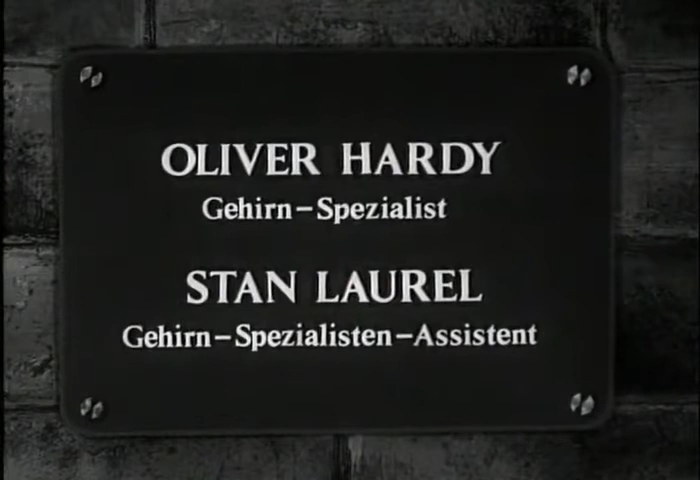 OLIVER HARDY
Gehirn-Spezialist
STAN LAUREL
Gehirn-Spezialisten-Assistent